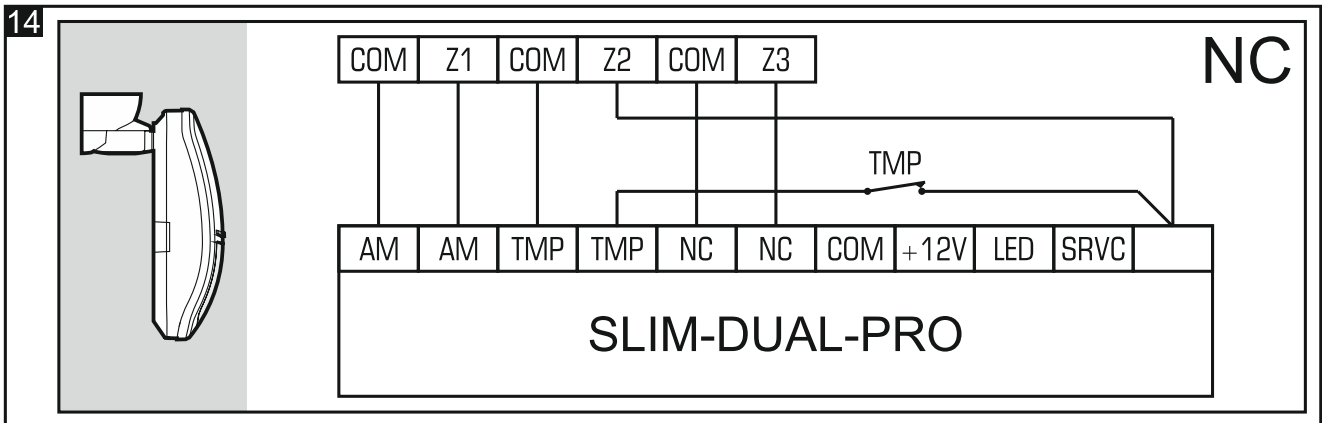 14
NC
COM Z1 COM Z2 COM Z3
TMP
AM AM TMP TMP NC NC COM +12V LED SRVC
SLIM-DUAL-PRO